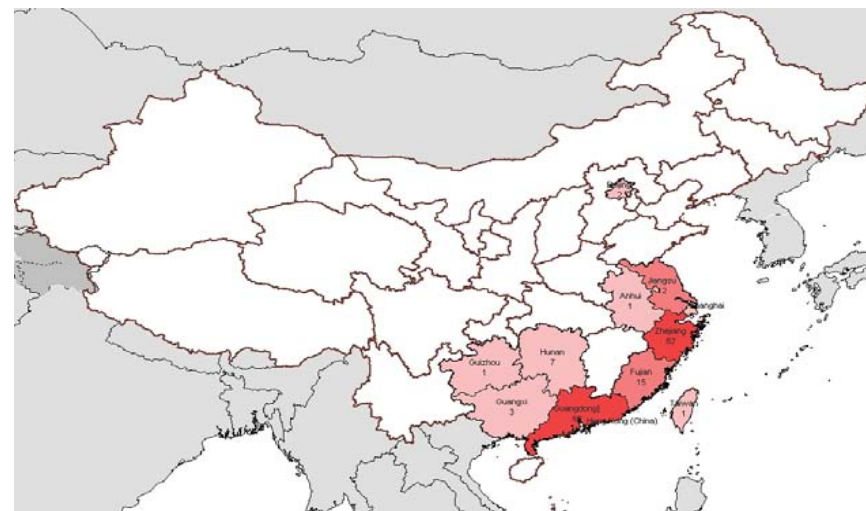 Jiangsu
12
Anhui
1
Shanghai
Zhejiang
62
Guizhou
1
Hunan
7
Fujian
15
Guangxi
3
Guangdong
Hong Kong (China)
Taiwan
1